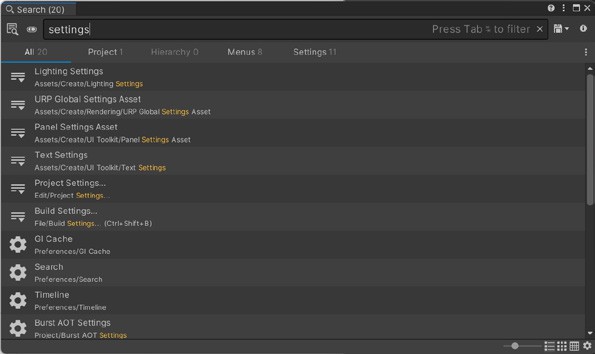 Search (20)
settings
Press Tab to filter
All 20
Project 1
Hierarchy 0
Menus 8
Settings 11
Lighting Settings
Assets/Create/Lighting Settings
URP Global Settings Asset
Assets/Create/Rendering/URP Global Settings Asset
Panel Settings Asset
Assets/Create/UI Toolkit/Panel Settings Asset
Text Settings
Assets/Create/UI Toolkit/Text Settings
Project Settings...
Edit/Project Settings...
Build Settings...
File/Build Settings... (Ctrl+Shift+B)
GI Cache
Preferences/GI Cache
Search
Preferences/Search
Timeline
Preferences/Timeline
Burst AOT Settings
Project/Burst AOT Settings